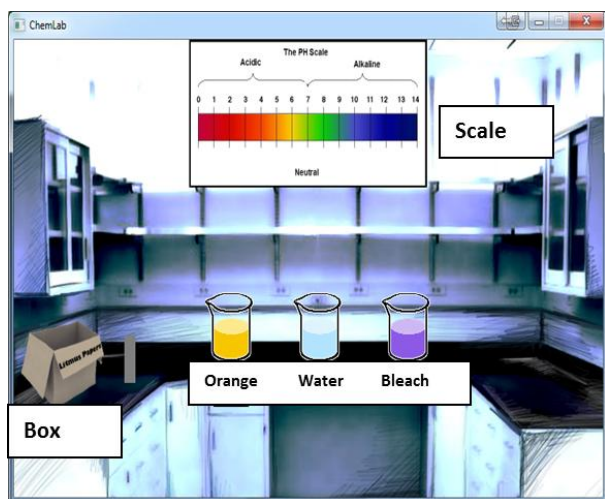 ChemLab
The PH Scale
Acidic Alkaline
0 1 2 3 4 5 6 7 8 9 10 11 12 13 14
Neutral
Scale
Litmus Papers
Orange Water Bleach
Box